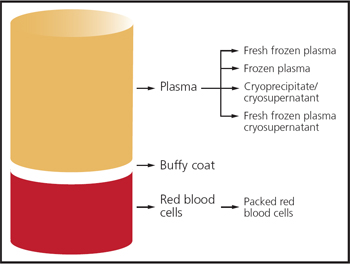 Plasma
Fresh frozen plasma
Frozen plasma
Cryoprecipitate/
cryosupernatant
Fresh frozen plasma
cryosupernatant
Buffy coat
Red blood
cells
Packed red
blood cells